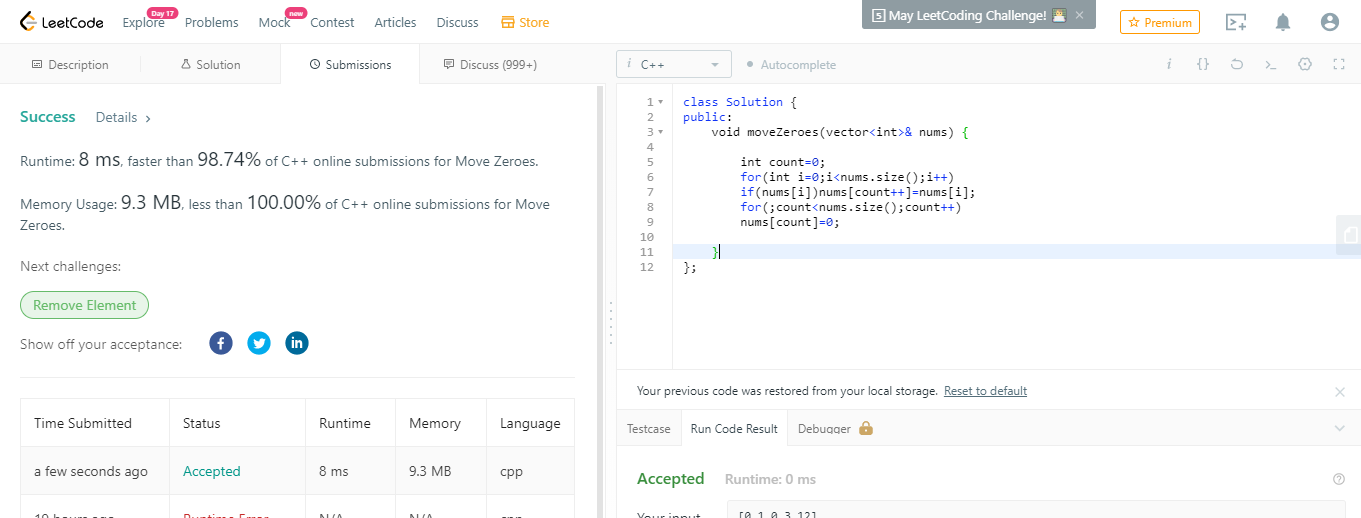 LeetCode
Explore Day 17 Problems Mock new Contest Articles Discuss Store
5 May LeetCoding Challenge! ×
Premium
Description Solution Submissions Discuss (999+)
i C++ Autocomplete
Success Details >
Runtime: 8 ms, faster than 98.74% of C++ online submissions for Move Zeroes.
Memory Usage: 9.3 MB, less than 100.00% of C++ online submissions for Move
Zeroes.
Next challenges:
Remove Element
Show off your acceptance:
Time Submitted Status Runtime Memory Language
a few seconds ago Accepted 8 ms 9.3 MB cpp
19 hours ago Runtime Error N/A N/A cpp
1 class Solution {
2 public:
3 void moveZeroes(vector<int>& nums) {
4
5 int count=0;
6 for(int i=0;i<nums.size();i++)
7 if(nums[i])nums[count++]=nums[i];
8 for(;count<nums.size();count++)
9 nums[count]=0;
10
11 }
12 };
Your previous code was restored from your local storage. Reset to default
Testcase Run Code Result Debugger
Accepted Runtime: 0 ms
Your input [0,1,0,3,12]